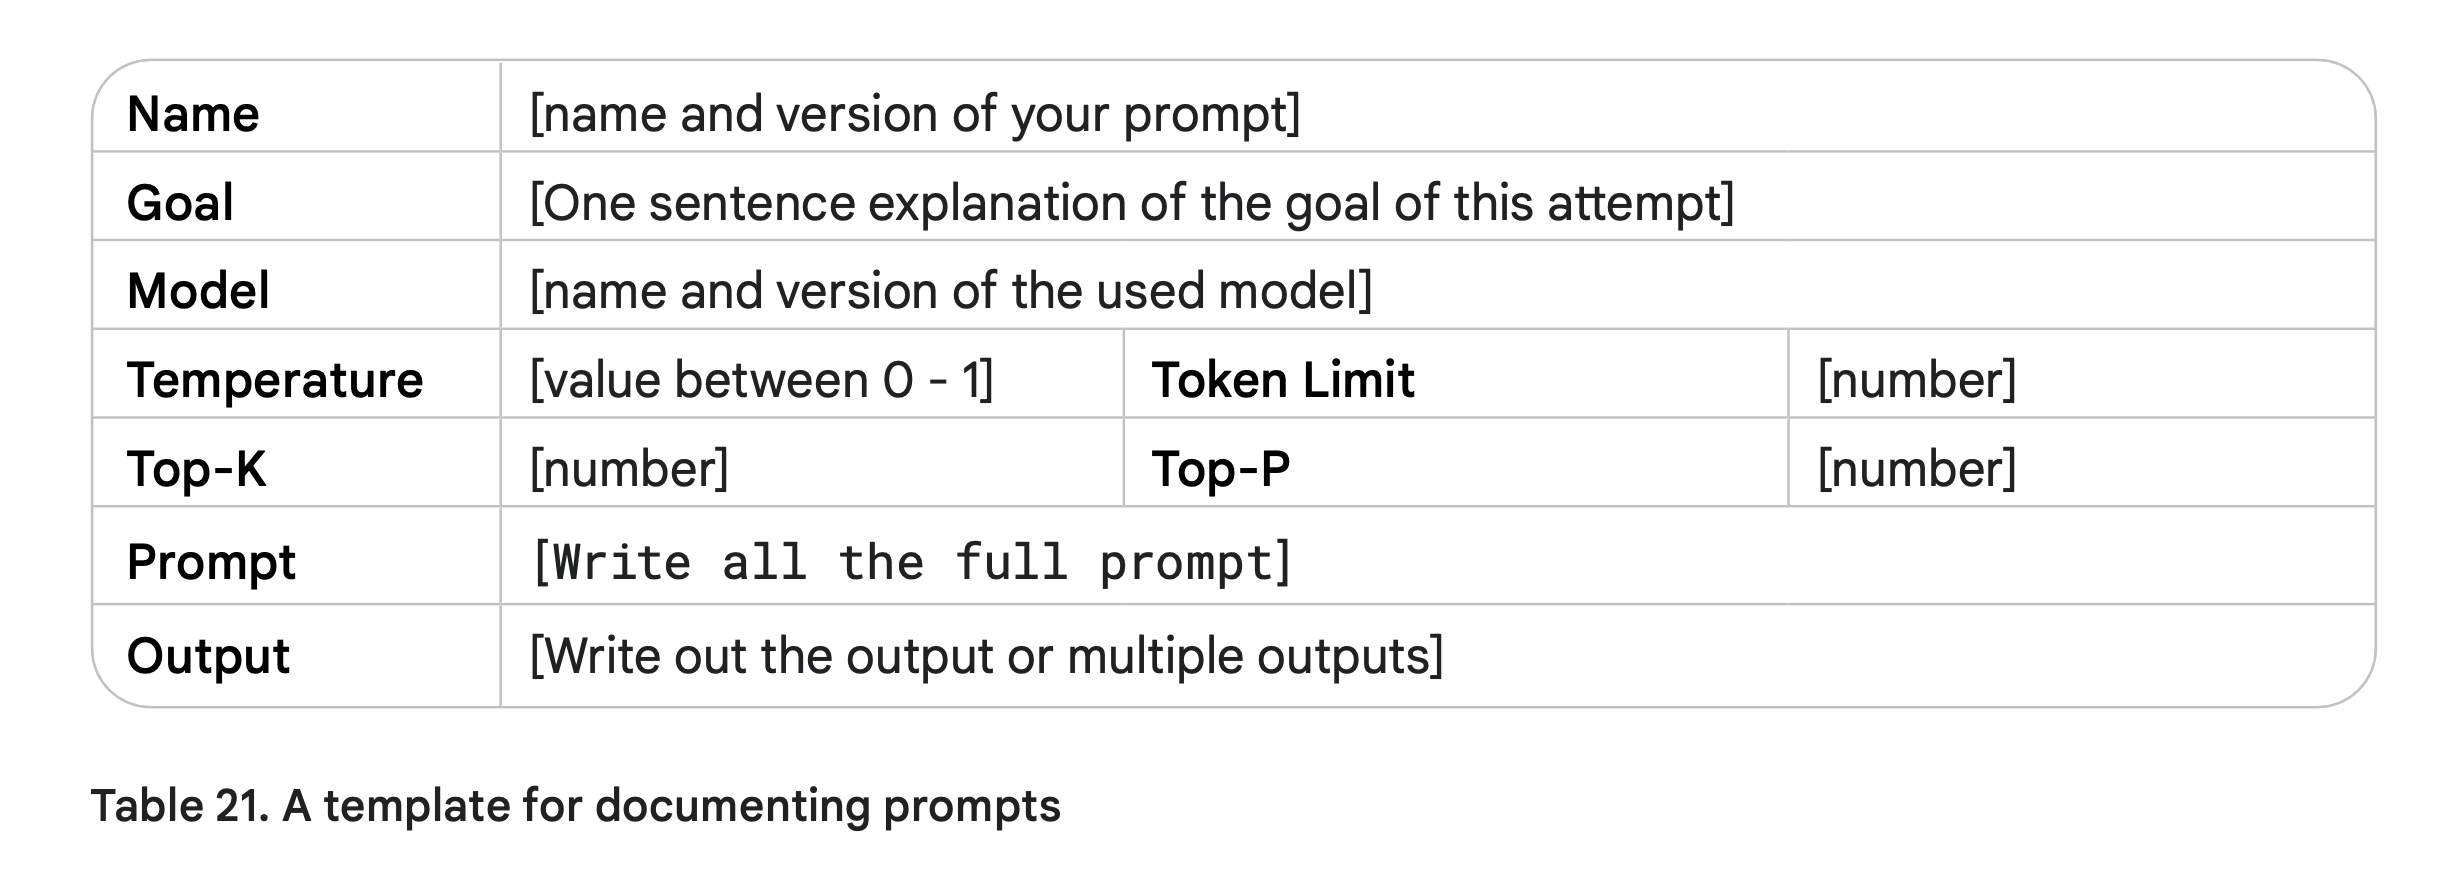 Name [name and version of your prompt]
Goal [One sentence explanation of the goal of this attempt]
Model [name and version of the used model]
Temperature [value between 0 - 1] Token Limit [number]
Top-K [number] Top-P [number]
Prompt [Write all the full prompt]
Output [Write out the output or multiple outputs]
Table 21. A template for documenting prompts